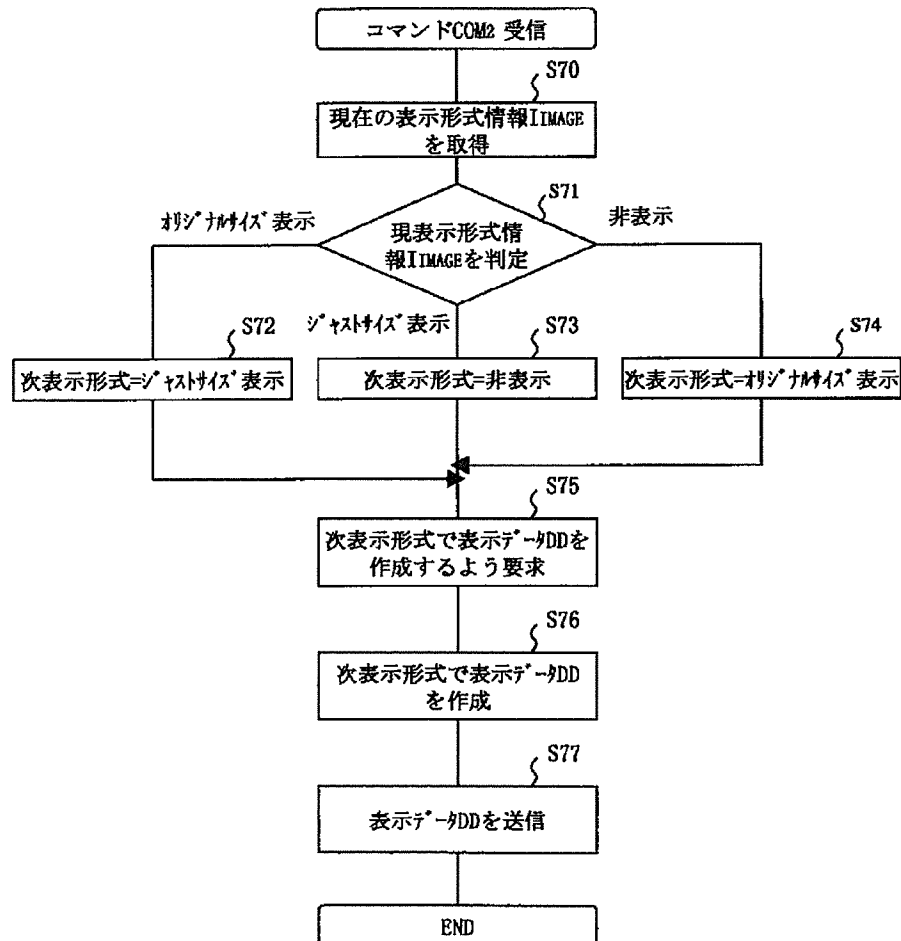 コマンドCOM2 受信
S70
現在の表示形式情報IIMAGE
を取得
S71
オリジナルサイズ表示
非表示
現表示形式情
報IIMAGEを判定
ジャストサイズ表示
S72
S73
S74
次表示形式=ジャストサイズ表示
次表示形式=非表示
次表示形式=オリジナルサイズ表示
S75
次表示形式で表示データDDを
作成するよう要求
S76
次表示形式で表示データDD
を作成
S77
表示データDDを送信
END